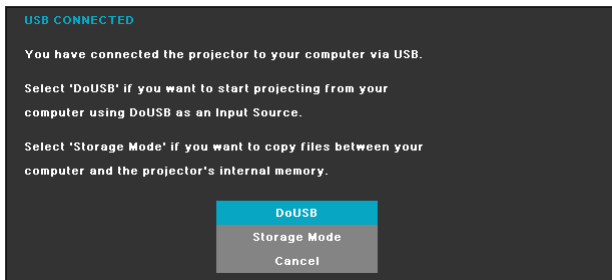 USB CONNECTED
You have connected the projector to your computer via USB.
Select 'DoUSB' if you want to start projecting from your
computer using DoUSB as an Input Source.
Select 'Storage Mode' if you want to copy files between your
computer and the projector's internal memory.
DoUSB
Storage Mode
Cancel